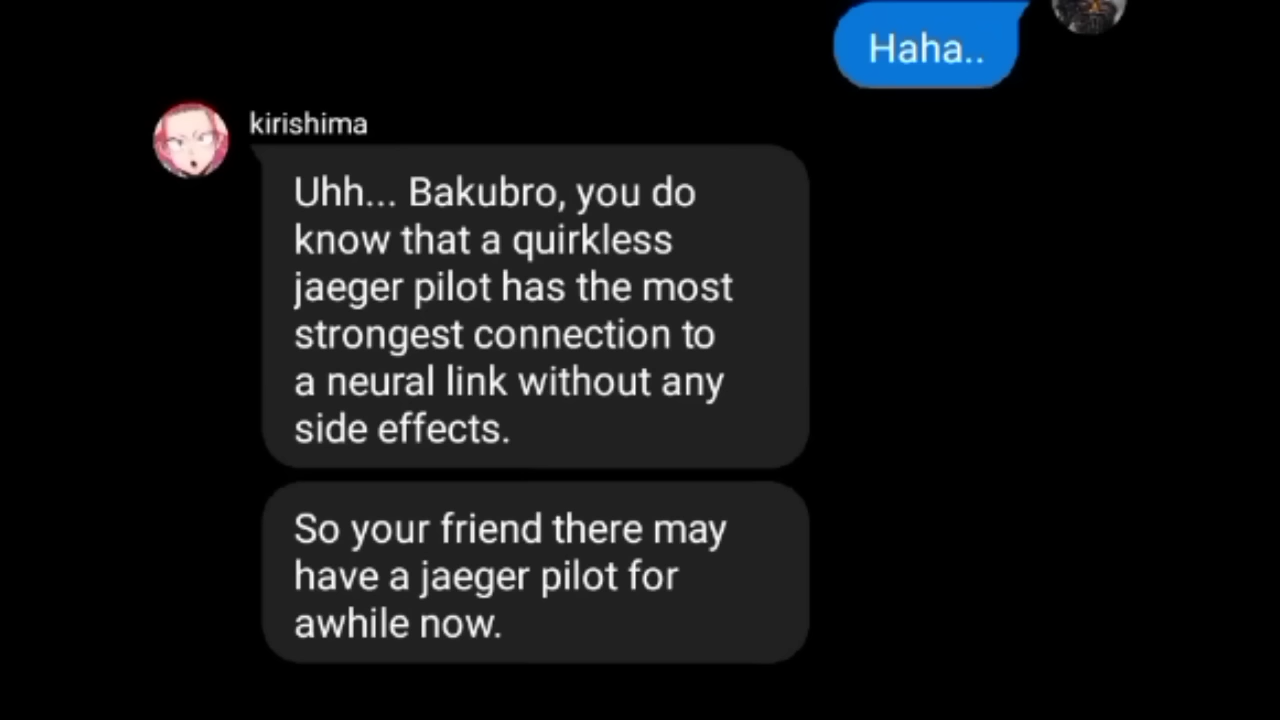 Haha..
kirishima
Uhh... Bakubro, you do
know that a quirkless
jaeger pilot has the most
strongest connection to
a neural link without any
side effects.
So your friend there may
have a jaeger pilot for
awhile now.